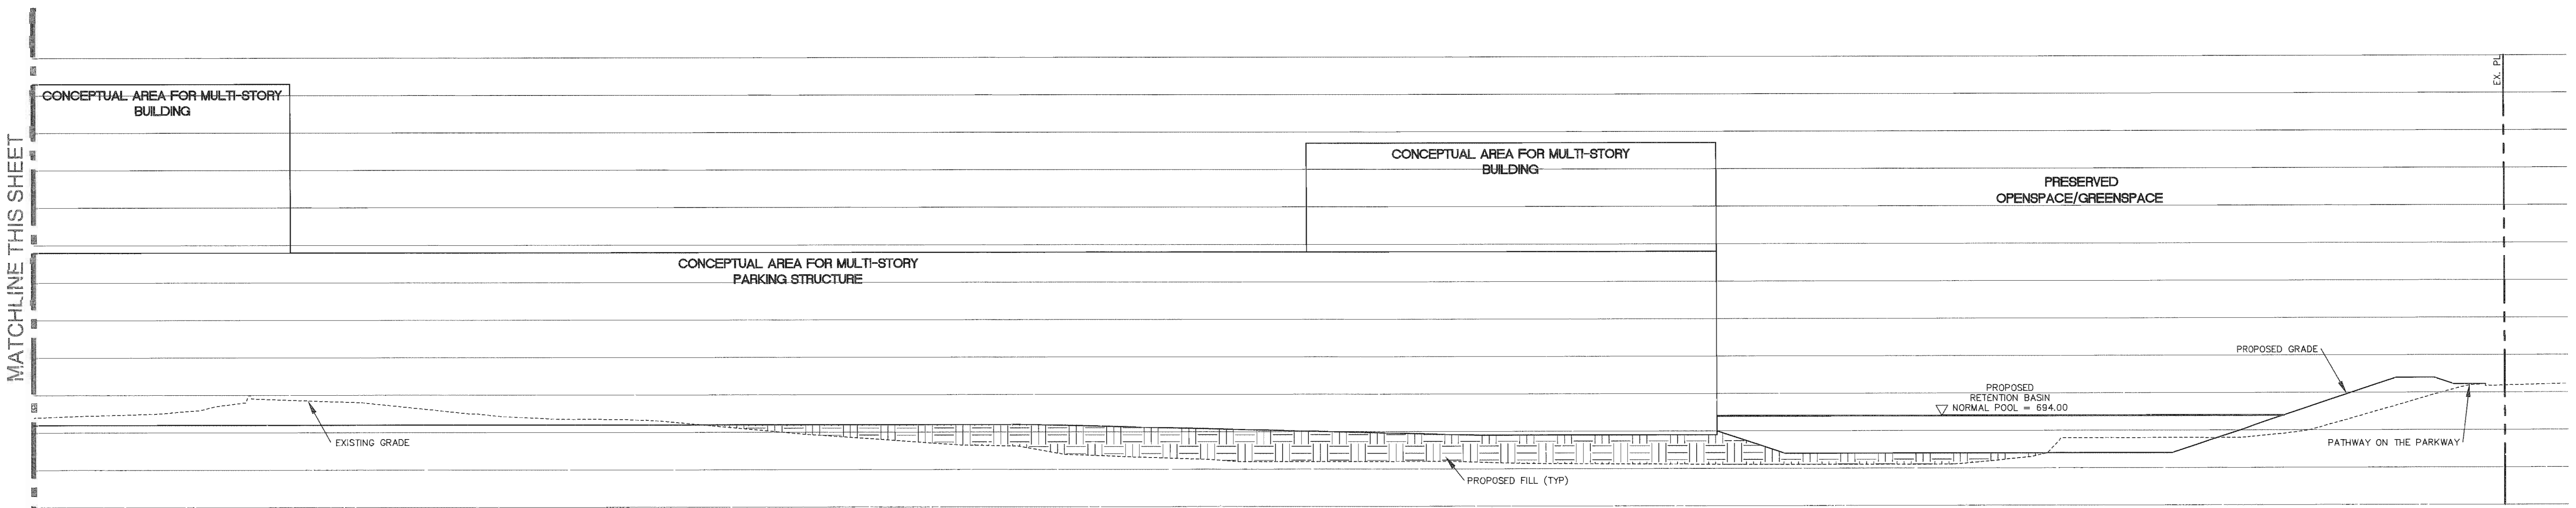 MATCHLINE THIS SHEET
CONCEPTUAL AREA FOR MULTI-STORY
BUILDING
CONCEPTUAL AREA FOR MULTI-STORY
BUILDING
PRESERVED
OPENSPACE/GREENSPACE
EX. PL
CONCEPTUAL AREA FOR MULTI-STORY
PARKING STRUCTURE
PROPOSED GRADE
PROPOSED
RETENTION BASIN
NORMAL POOL = 694.00
EXISTING GRADE
PATHWAY ON THE PARKWAY
PROPOSED FILL (TYP)